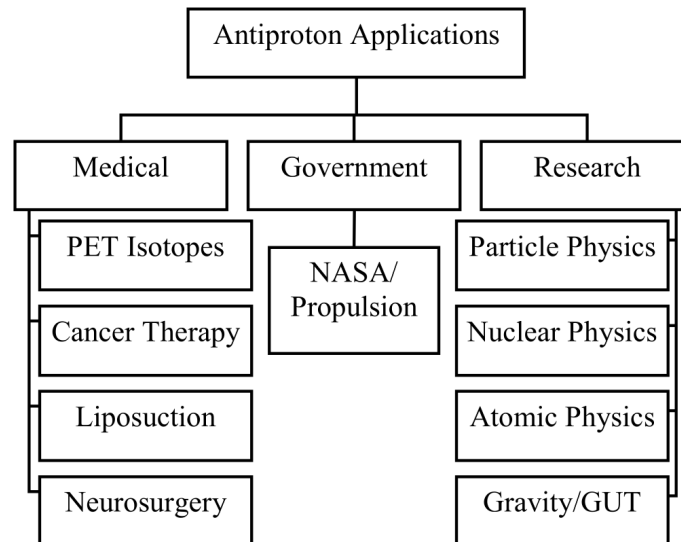 Antiproton Applications
Medical
Government
Research
PET Isotopes
Cancer Therapy
Liposuction
Neurosurgery
NASA/
Propulsion
Particle Physics
Nuclear Physics
Atomic Physics
Gravity/GUT